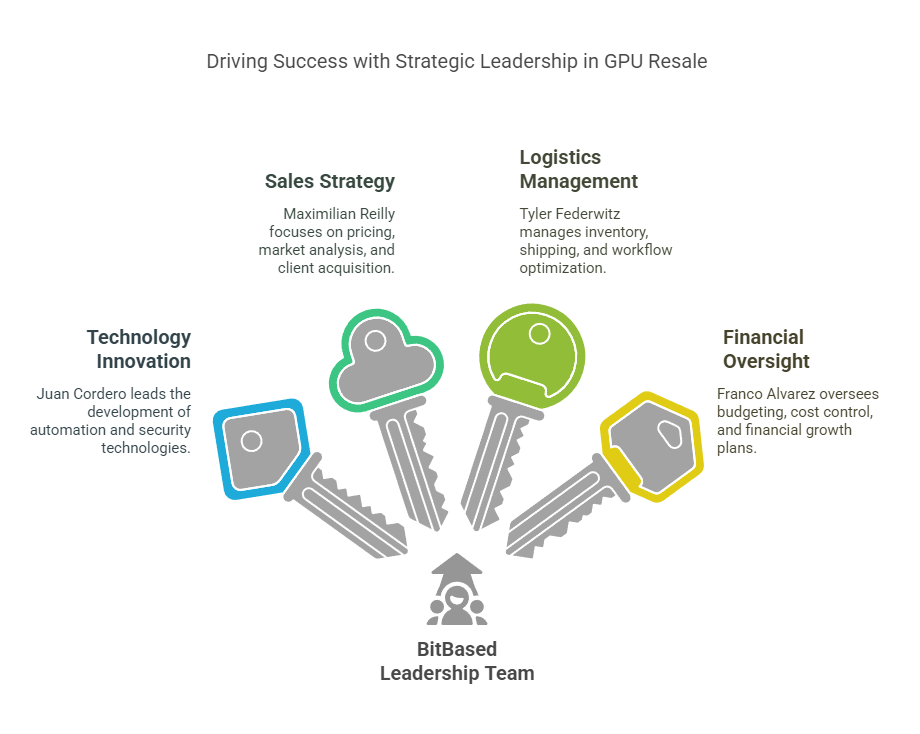 Driving Success with Strategic Leadership in GPU Resale
Sales Strategy
Maximilian Reilly
focuses on pricing,
market analysis, and
client acquisition.
Logistics
Management
Tyler Federwitz
manages inventory,
shipping, and workflow
optimization.
Technology
Innovation
Juan Cordero leads the
development of
automation and security
technologies.
Financial
Oversight
Franco Alvarez oversees
budgeting, cost control,
and financial growth
plans.
BitBased
Leadership Team